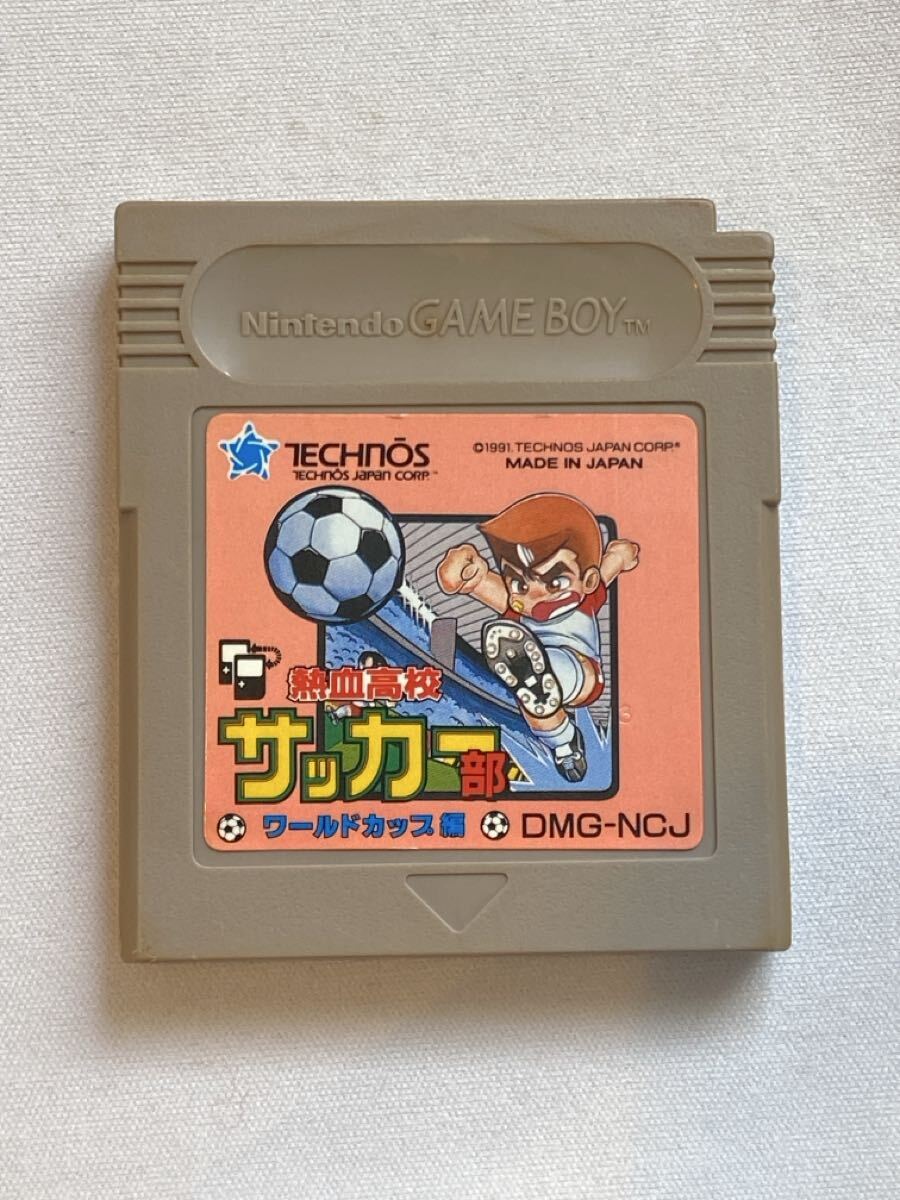 Nintendo GAME BOY™
TECHNŌS
TECHNŌS JAPAN CORP.™
©1991 TECHNOS JAPAN CORP.®
MADE IN JAPAN
熱血高校
サッカー部
ワールドカップ編
DMG-NCJ